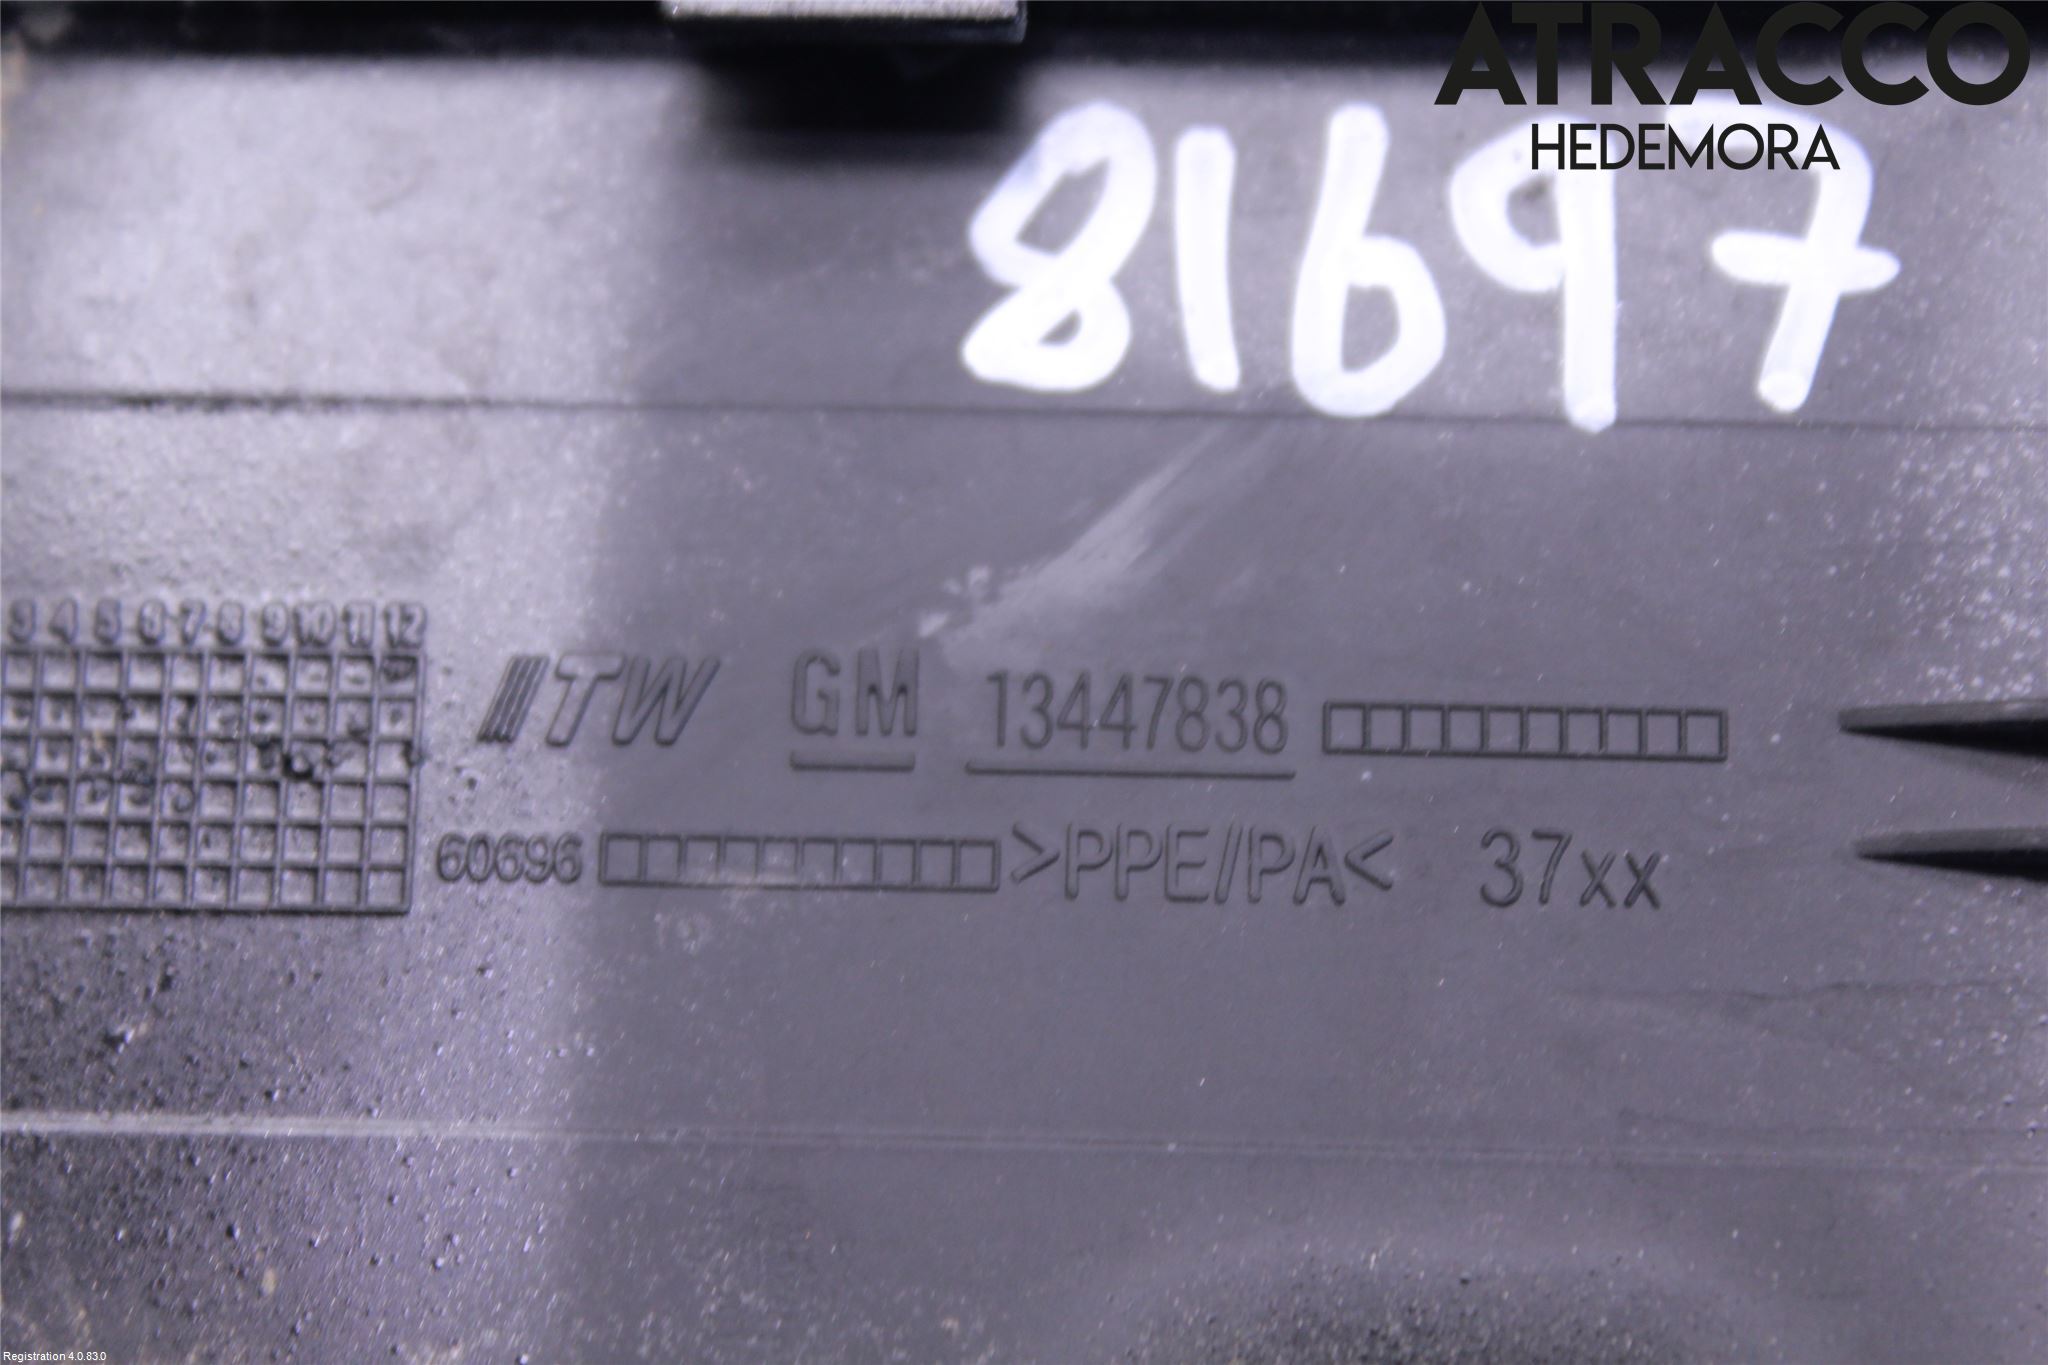 ATRACCO
HEDEMORA
81697
3 4 5 6 7 8 9 10 11 12
ITW GM 13447838
60696 >PPE/PA< 37xx
Registration 4.0.83.0